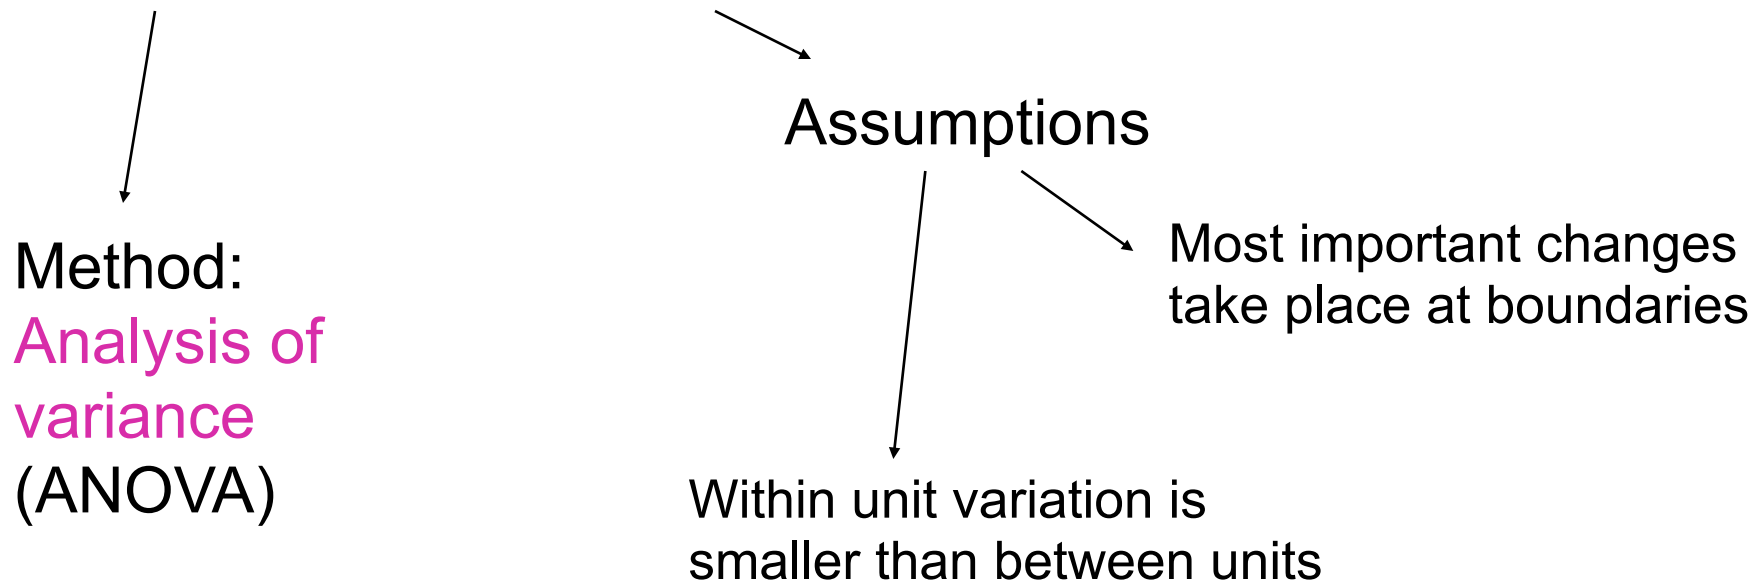 Assumptions
Method:
Analysis of
variance
(ANOVA)
Most important changes
take place at boundaries
Within unit variation is
smaller than between units